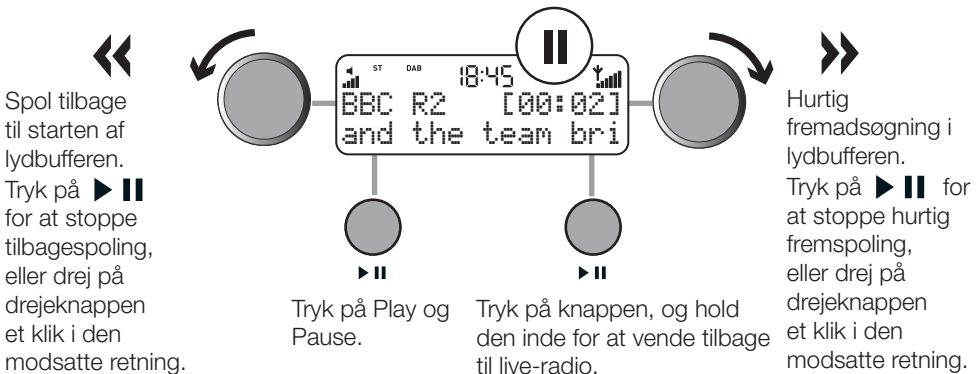 Spol tilbage
til starten af
lydbufferen.
Tryk på
for at stoppe
tilbagespoling,
eller drej på
drejeknappen
et klik i den
modsatte retning.
ST DAB 18:45
BBC R2 [00:02]
and the team bri
Tryk på Play og
Pause.
Tryk på knappen, og hold
den inde for at vende tilbage
til live-radio.
Hurtig
fremadsøgning i
lydbufferen.
Tryk på for
at stoppe hurtig
fremspoling,
eller drej på
drejeknappen
et klik i den
modsatte retning.